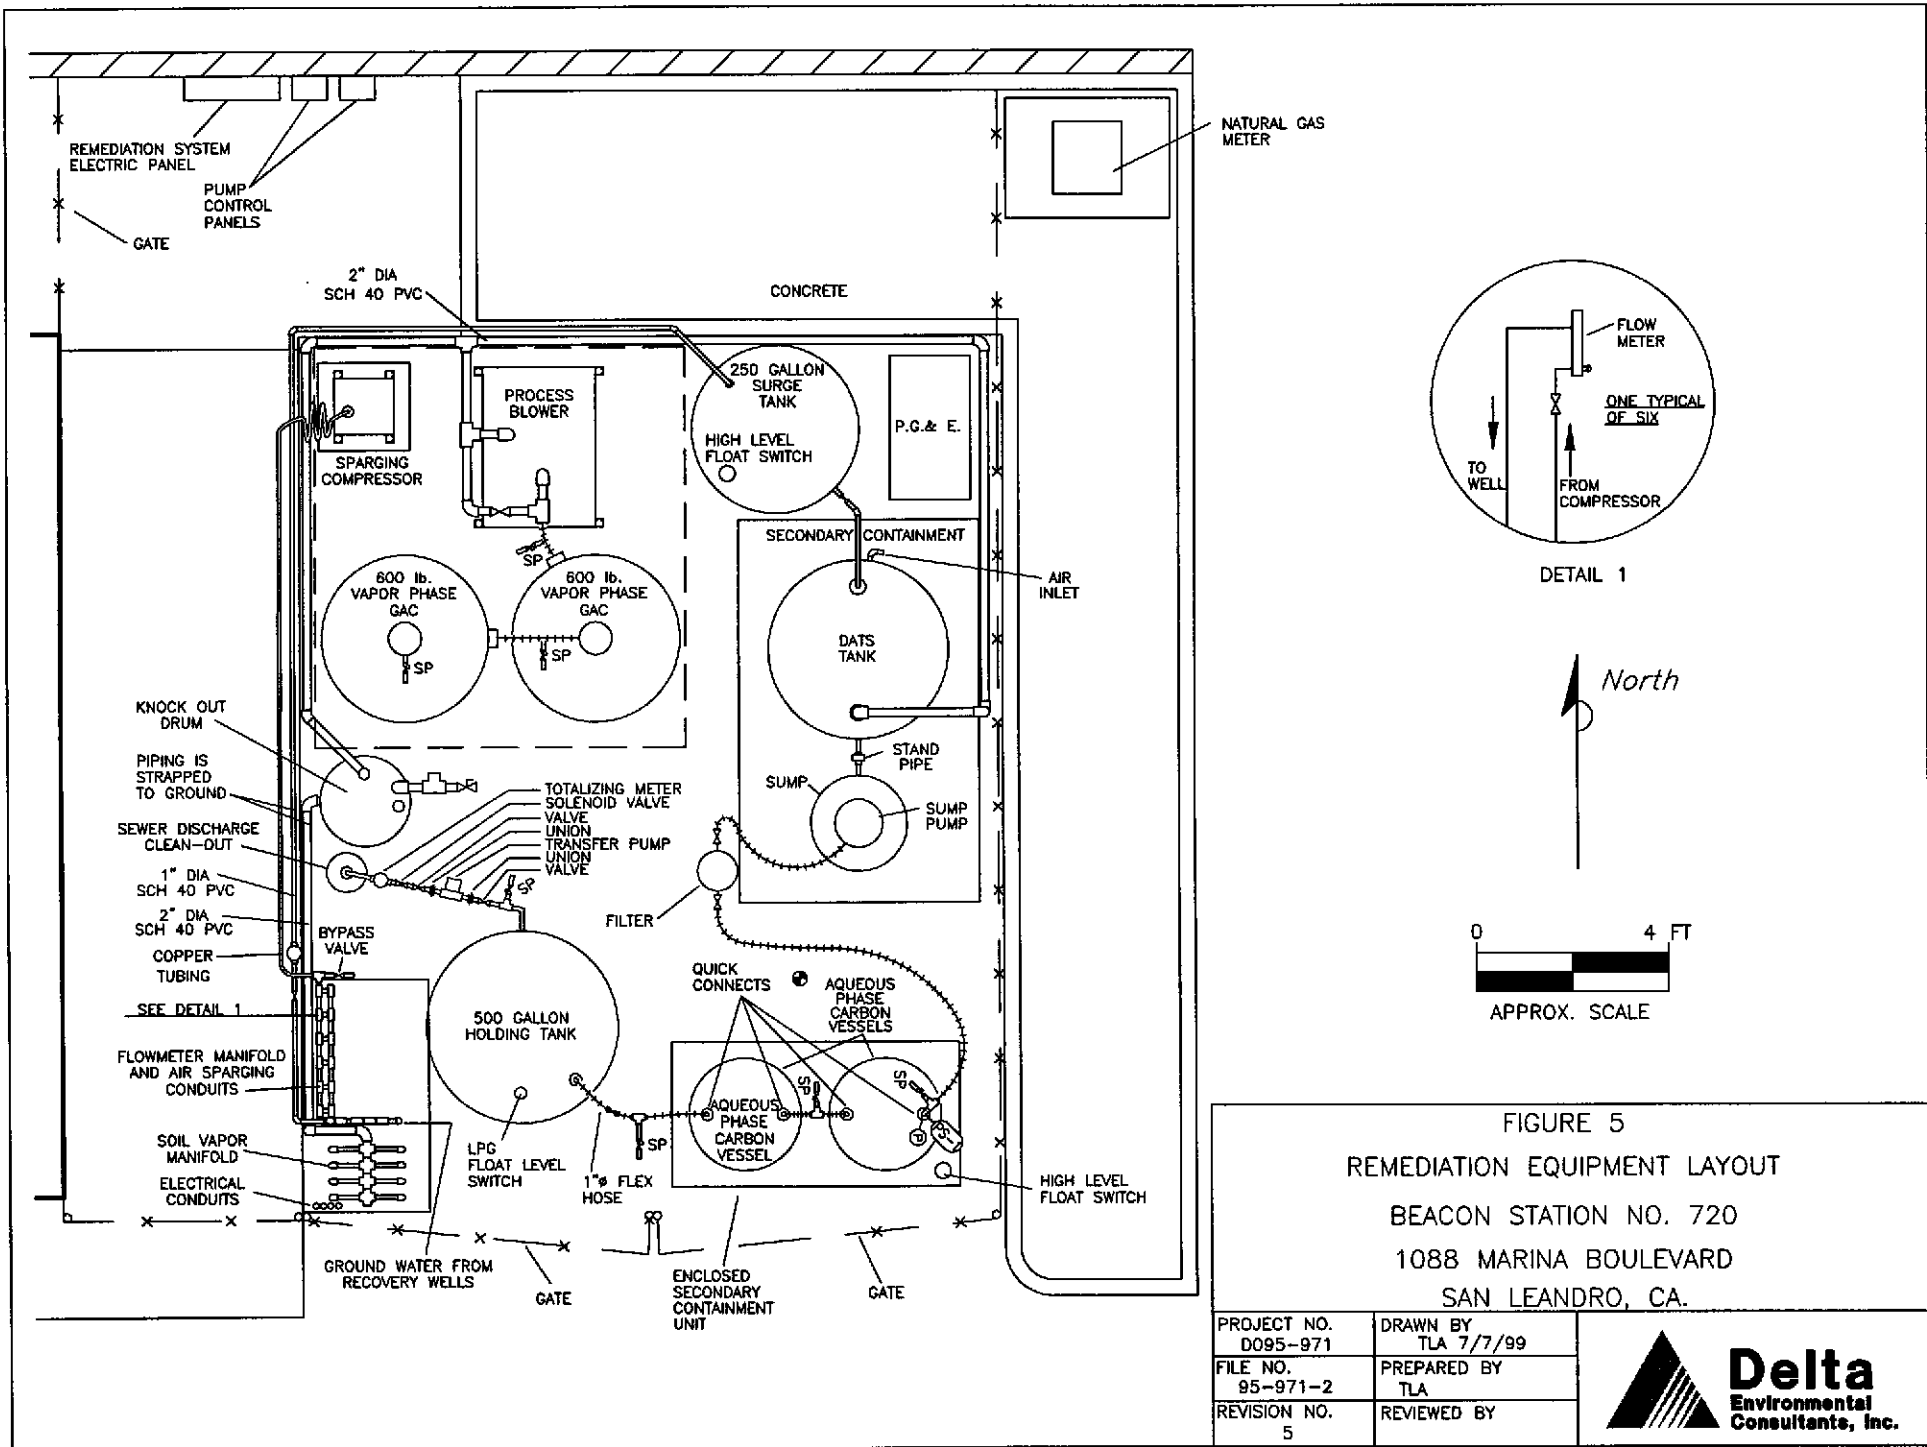 REMEDIATION SYSTEM
ELECTRIC PANEL
PUMP
CONTROL
PANELS
GATE
NATURAL GAS
METER
2" DIA
SCH 40 PVC
CONCRETE
250 GALLON
SURGE
TANK
HIGH LEVEL
FLOAT SWITCH
P.G.& E.
PROCESS
BLOWER
SPARGING
COMPRESSOR
SP
600 lb.
VAPOR PHASE
GAC
SP
600 lb.
VAPOR PHASE
GAC
SP
SECONDARY CONTAINMENT
AIR
INLET
DATS
TANK
STAND
PIPE
SUMP
SUMP
PUMP
FILTER
FLOW
METER
ONE TYPICAL
OF SIX
TO
WELL
FROM
COMPRESSOR
DETAIL 1
North
0 4 FT
APPROX. SCALE
KNOCK OUT
DRUM
PIPING IS
STRAPPED
TO GROUND
SEWER DISCHARGE
CLEAN-OUT
1" DIA
SCH 40 PVC
2" DIA
SCH 40 PVC
COPPER
TUBING
BYPASS
VALVE
SEE DETAIL 1
FLOWMETER MANIFOLD
AND AIR SPARGING
CONDUITS
SOIL VAPOR
MANIFOLD
ELECTRICAL
CONDUITS
TOTALIZING METER
SOLENOID VALVE
VALVE
UNION
TRANSFER PUMP
UNION
VALVE
SP
500 GALLON
HOLDING TANK
LPG
FLOAT LEVEL
SWITCH
1"ø FLEX
HOSE
SP
QUICK
CONNECTS
AQUEOUS
PHASE
CARBON
VESSELS
AQUEOUS
PHASE
CARBON
VESSEL
SP
SP
P
PS-1
HIGH LEVEL
FLOAT SWITCH
GROUND WATER FROM
RECOVERY WELLS
GATE
ENCLOSED
SECONDARY
CONTAINMENT
UNIT
GATE
FIGURE 5
REMEDIATION EQUIPMENT LAYOUT
BEACON STATION NO. 720
1088 MARINA BOULEVARD
SAN LEANDRO, CA.
PROJECT NO.
D095-971
DRAWN BY
TLA 7/7/99
FILE NO.
95-971-2
PREPARED BY
TLA
REVISION NO.
5
REVIEWED BY
Delta
Environmental
Consultants, Inc.